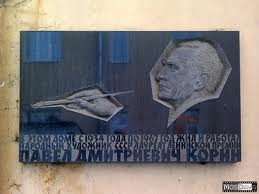 В ЭТОМ ДОМЕ С 1934 ГОДА ПО 1967 ГОД ЖИЛ И РАБОТАЛ
НАРОДНЫЙ ХУДОЖНИК СССР ЛАУРЕАТ ЛЕНИНСКОЙ ПРЕМИИ
ПАВЕЛ ДМИТРИЕВИЧ КОРИН